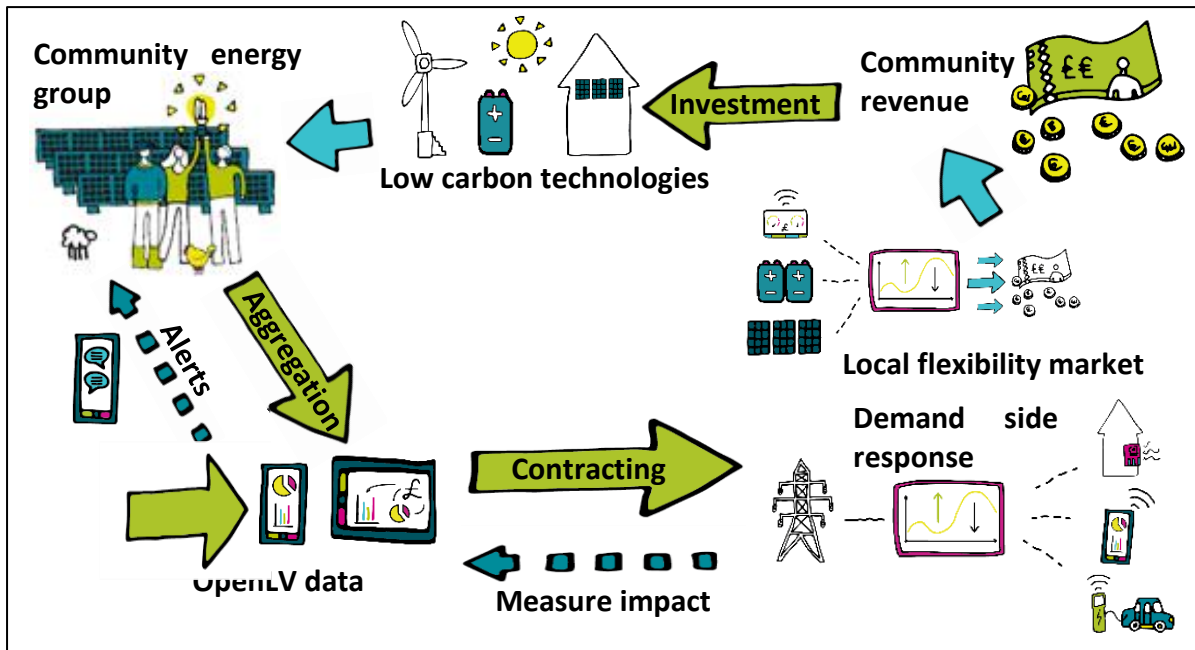 Community energy
group
Low carbon technologies
Investment
Community
revenue
££
££
££
Local flexibility market
Aggregation
Alerts
OpenLV data
£
Contracting
Measure impact
Demand side
response